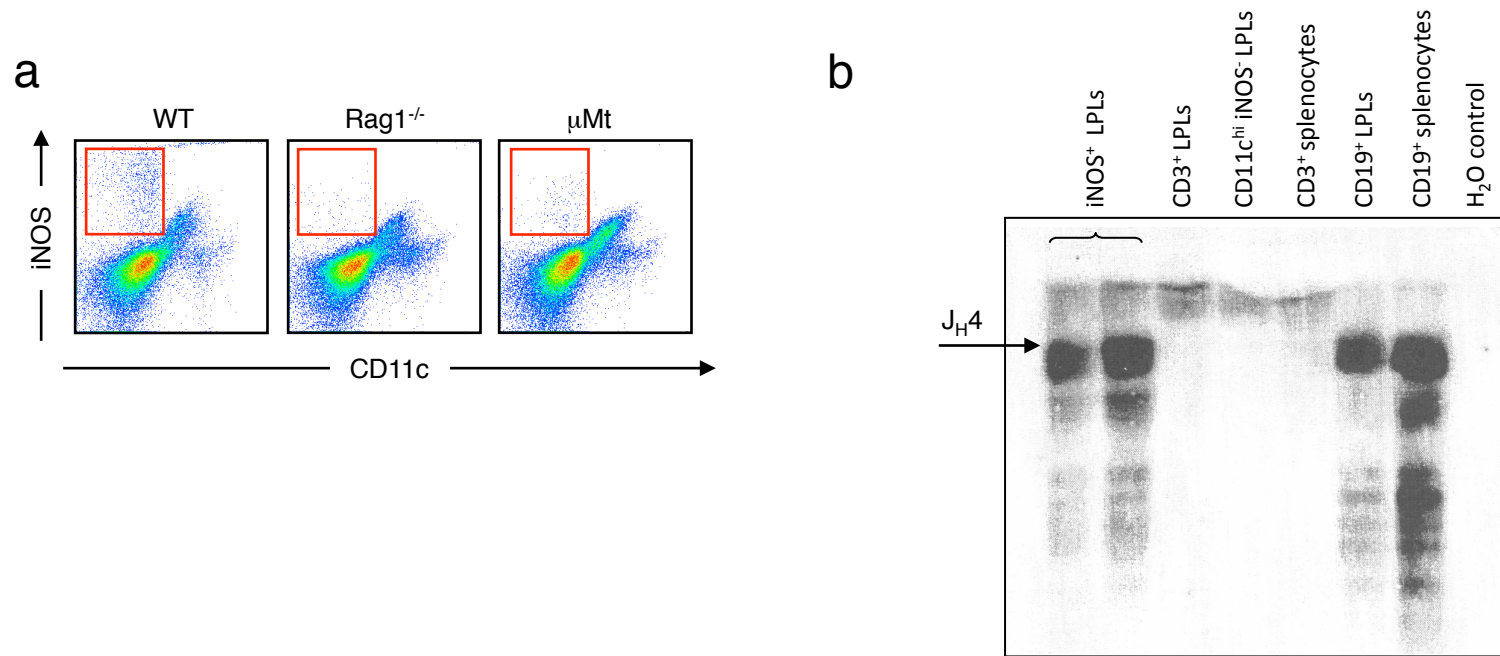 a
WT
Rag1-/-
μMt
iNOS
CD11c
b
iNOS+ LPLs
CD3+ LPLs
CD11chi iNOS- LPLs
CD3+ splenocytes
CD19+ LPLs
CD19+ splenocytes
H2O control
JH4